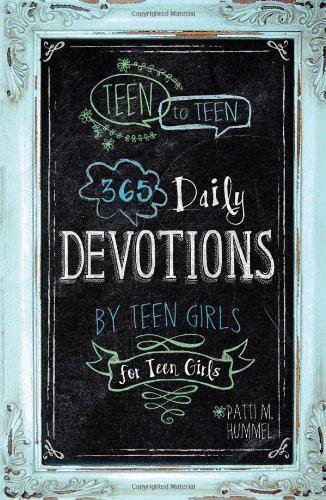 Copyrighted Material
TEEN
to TEEN
365 Daily
DEVOTIONS
BY TEEN GIRLS
for Teen Girls
PATTI M.
HUMMEL
Copyrighted Material